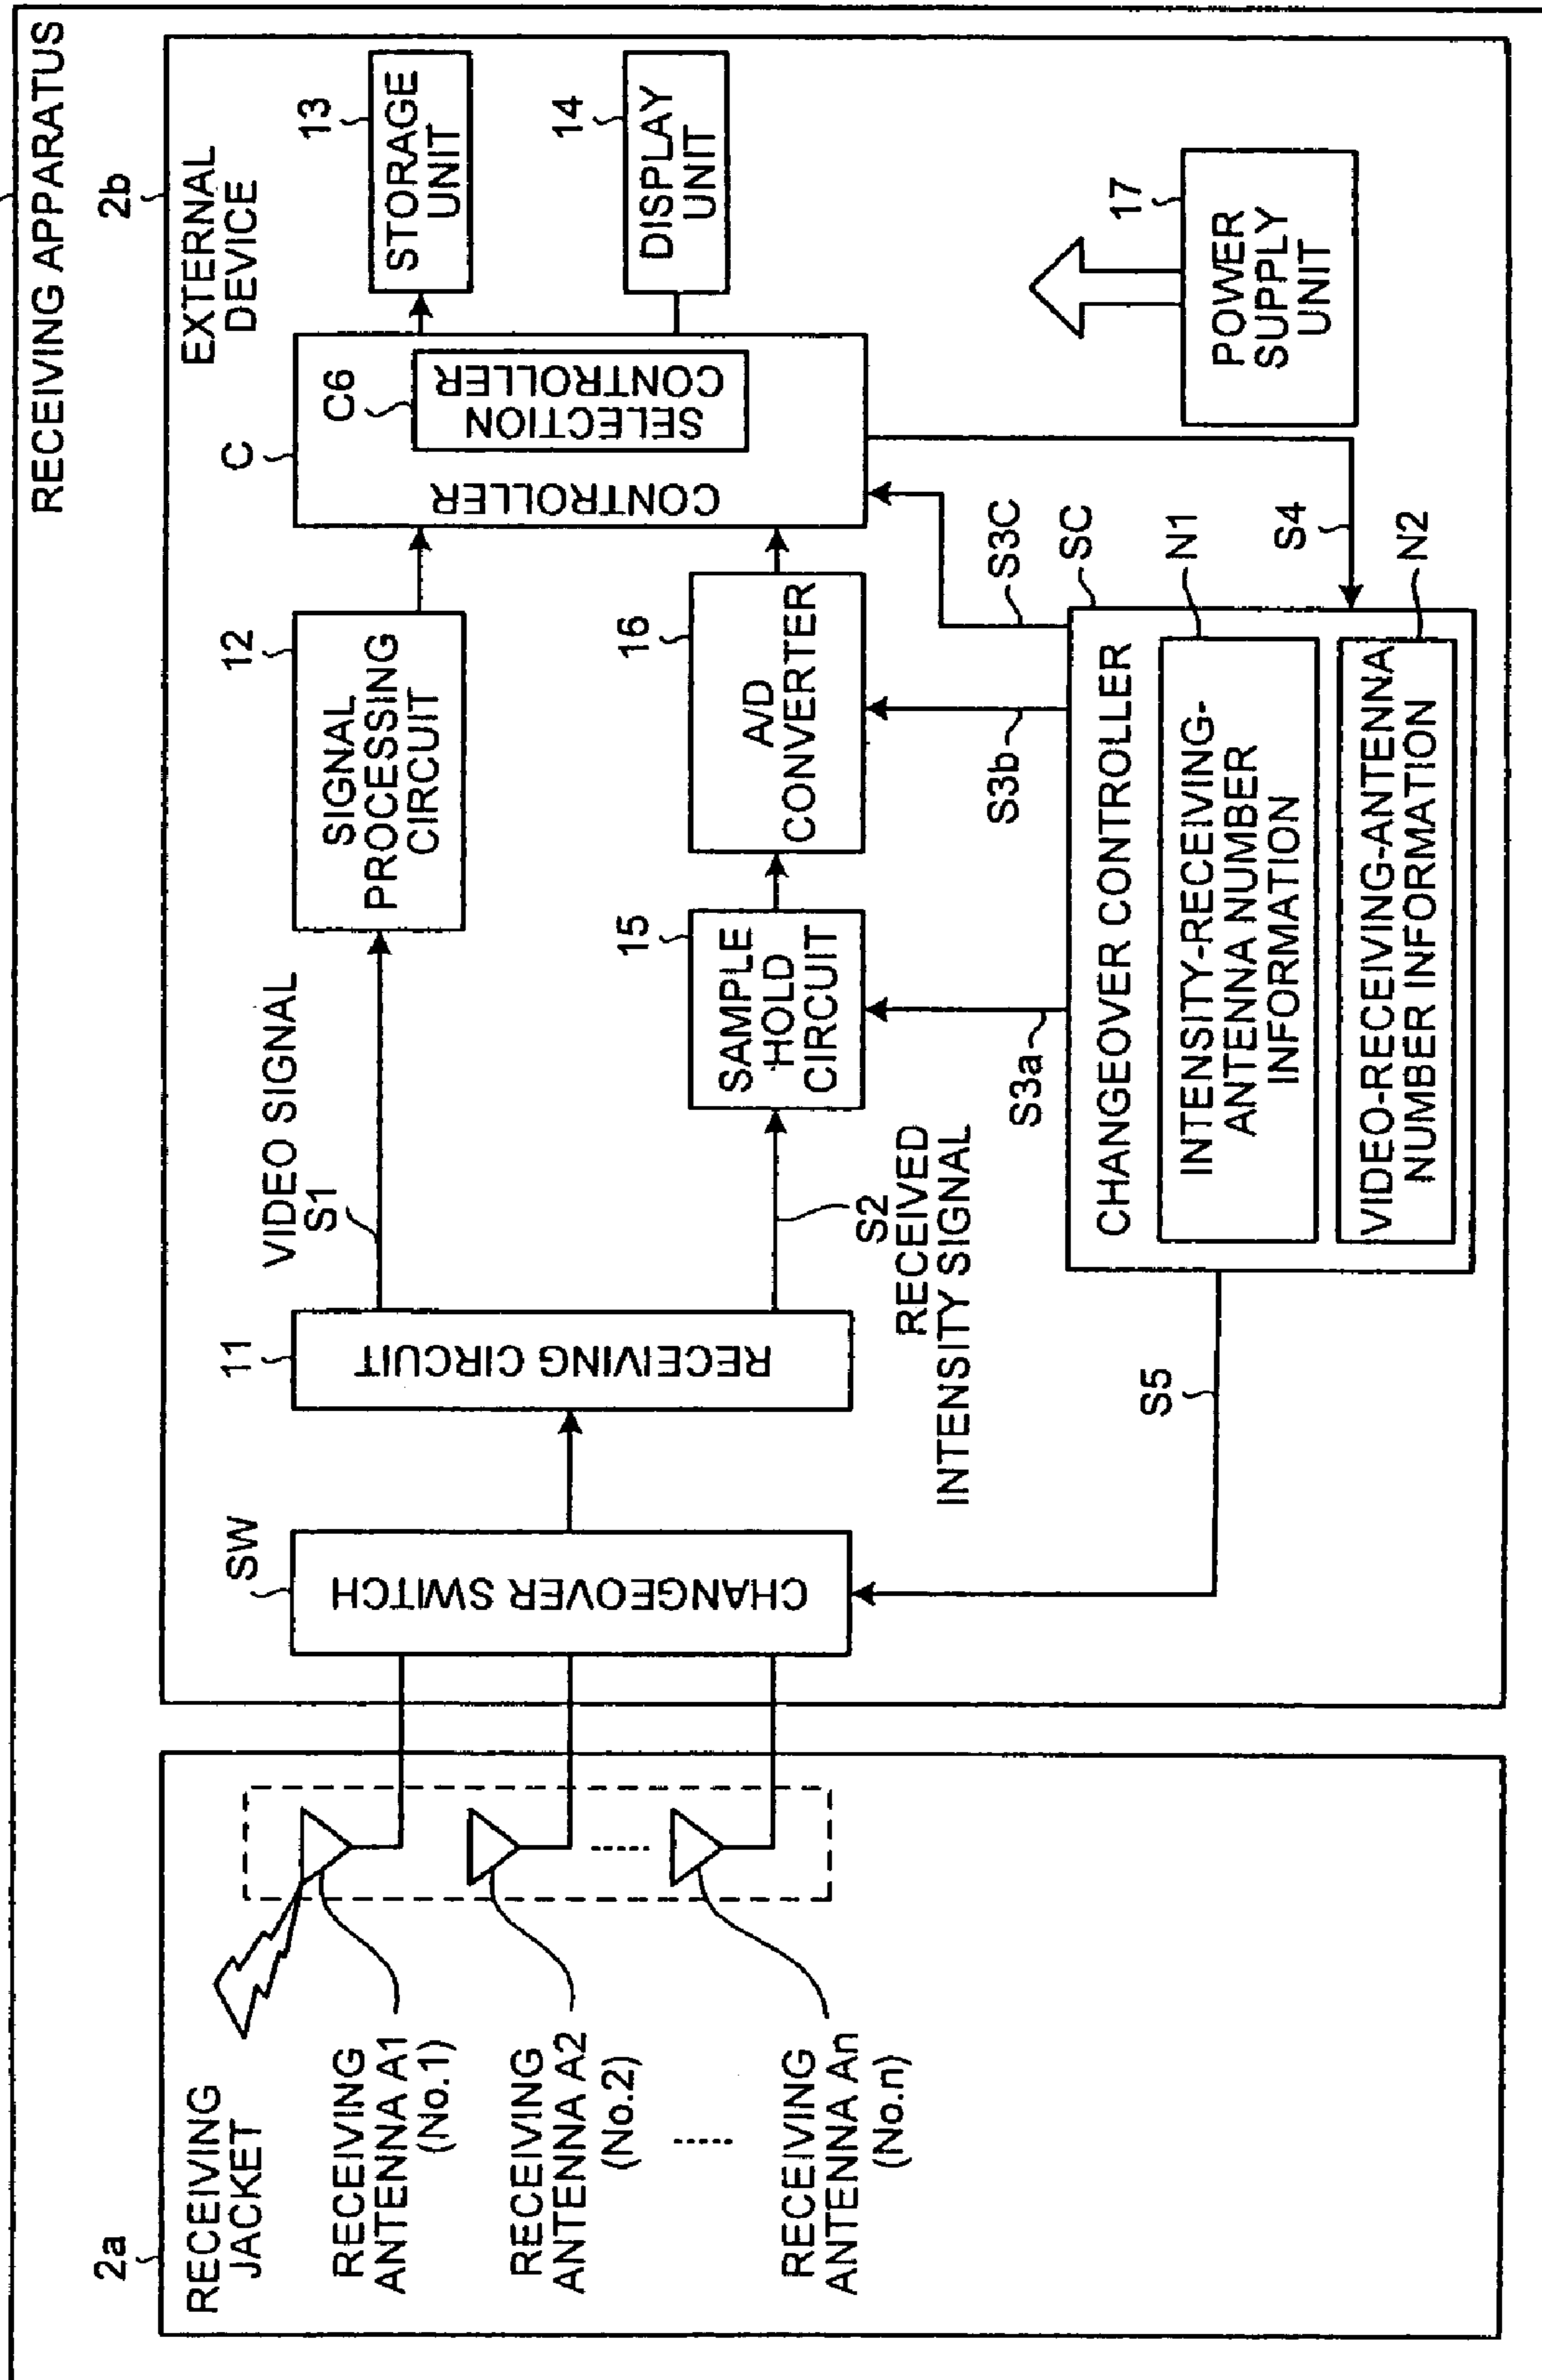 RECEIVING APPARATUS
2a
RECEIVING
JACKET
RECEIVING
ANTENNA A1
(No.1)
RECEIVING
ANTENNA A2
(No.2)
RECEIVING
ANTENNA An
(No.n)
2b
EXTERNAL
DEVICE
SW
CHANGEOVER SWITCH
11
RECEIVING CIRCUIT
VIDEO SIGNAL
S1
S2
RECEIVED
INTENSITY SIGNAL
12
SIGNAL
PROCESSING
CIRCUIT
15
SAMPLE
HOLD
CIRCUIT
16
A/D
CONVERTER
C
CONTROLLER
C6
SELECTION
CONTROLLER
13
STORAGE
UNIT
14
DISPLAY
UNIT
S3a
S3b
S3C
SC
CHANGEOVER CONTROLLER
N1
INTENSITY-RECEIVING-
ANTENNA NUMBER
INFORMATION
N2
VIDEO-RECEIVING-ANTENNA
NUMBER INFORMATION
S4
S5
17
POWER
SUPPLY
UNIT